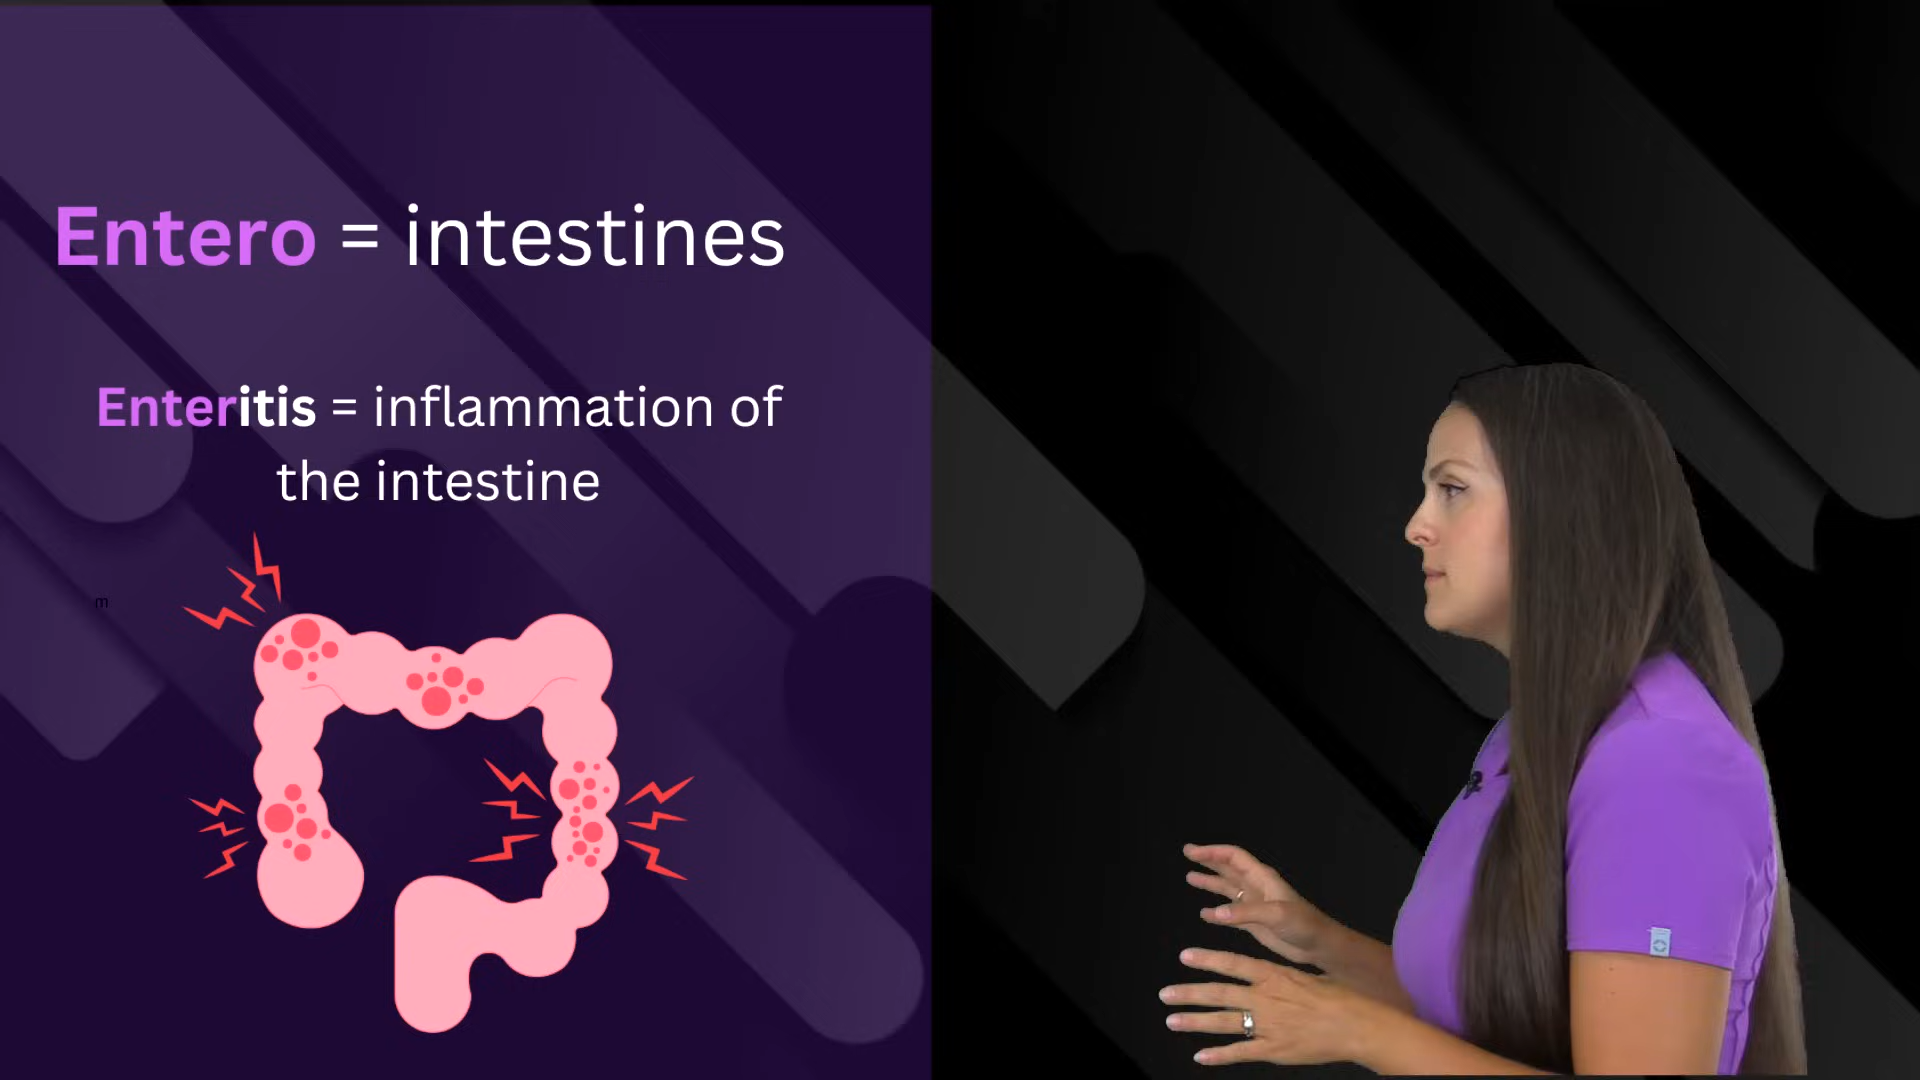 Entero = intestines
Enteritis = inflammation of
the intestine
m